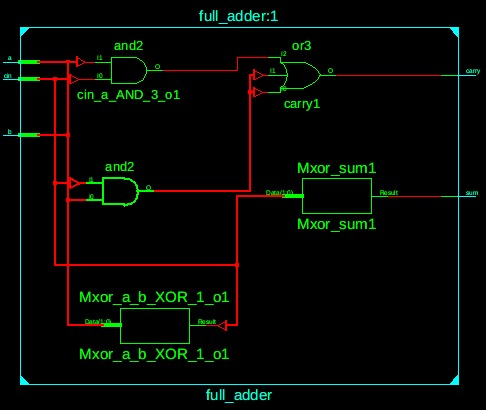 full_adder:1
and2
or3
a
I1
O
I2
I1
O
carry
cin
I0
cin_a_AND_3_o1
carry1
b
and2
I1
O
I0
Mxor_sum1
Data(1:0)
Result
sum
Mxor_sum1
Mxor_a_b_XOR_1_o1
Data(1:0)
Result
Mxor_a_b_XOR_1_o1
full_adder